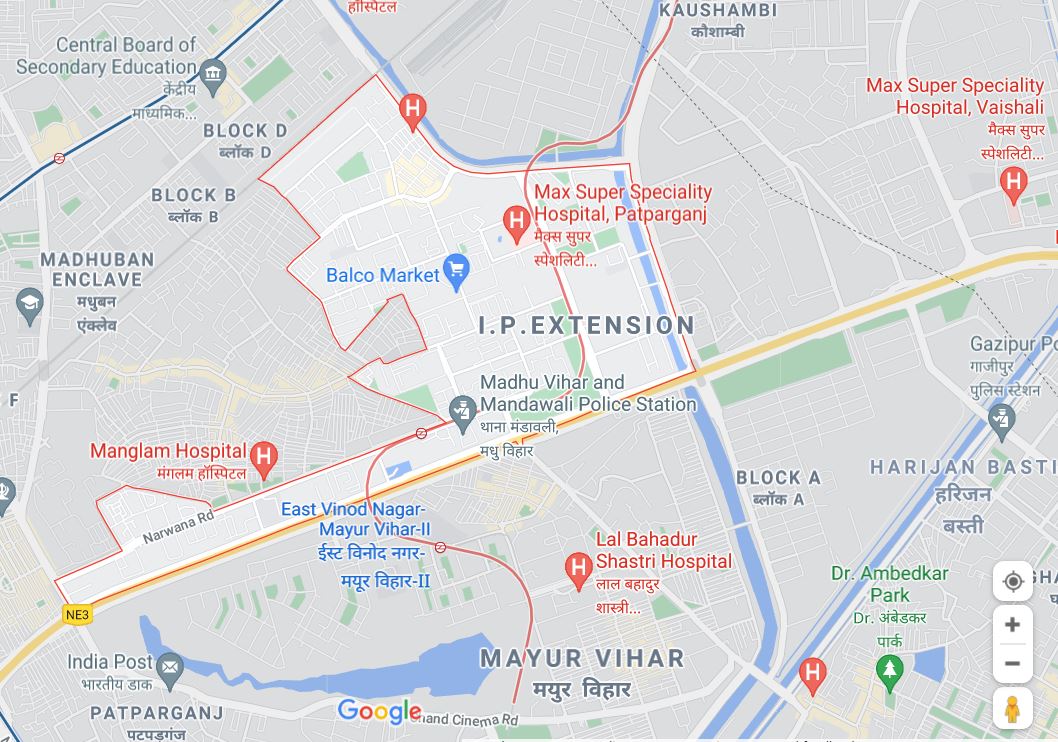 हॉस्पिटल
KAUSHAMBI
कौशाम्बी
Central Board of
Secondary Education
केंद्रीय
माध्यमिक...
Max Super Speciality
Hospital, Vaishali
मैक्स सुपर
स्पेशलिटी...
H
BLOCK D
ब्लॉक D
H
BLOCK B
ब्लॉक B
Max Super Speciality
Hospital, Patparganj
मैक्स सुपर
स्पेशलिटी...
H
MADHUBAN
ENCLAVE
मधुबन
एंक्लेव
Balco Market
I.P.EXTENSION
Gazipur Po
गाजीपुर
पुलिस स्टेशन
F
Madhu Vihar and
Mandawali Police Station
थाना मंडावली,
मधु विहार
Manglam Hospital
मंगलम हॉस्पिटल
H
HARIJAN BASTI
हरिजन
बस्ती
BLOCK A
ब्लॉक A
Narwana Rd
East Vinod Nagar-
Mayur Vihar-II
ईस्ट विनोद नगर-
मयूर विहार-II
Lal Bahadur
Shastri Hospital
लाल बहादुर
शास्त्री...
H
Dr. Ambedkar
Park
Dr. अंबेडकर
पार्क
NE3
India Post
भारतीय डाक
MAYUR VIHAR
मयुर विहार
H
PATPARGANJ
पटपड़गंज
Google
hand Cinema Rd